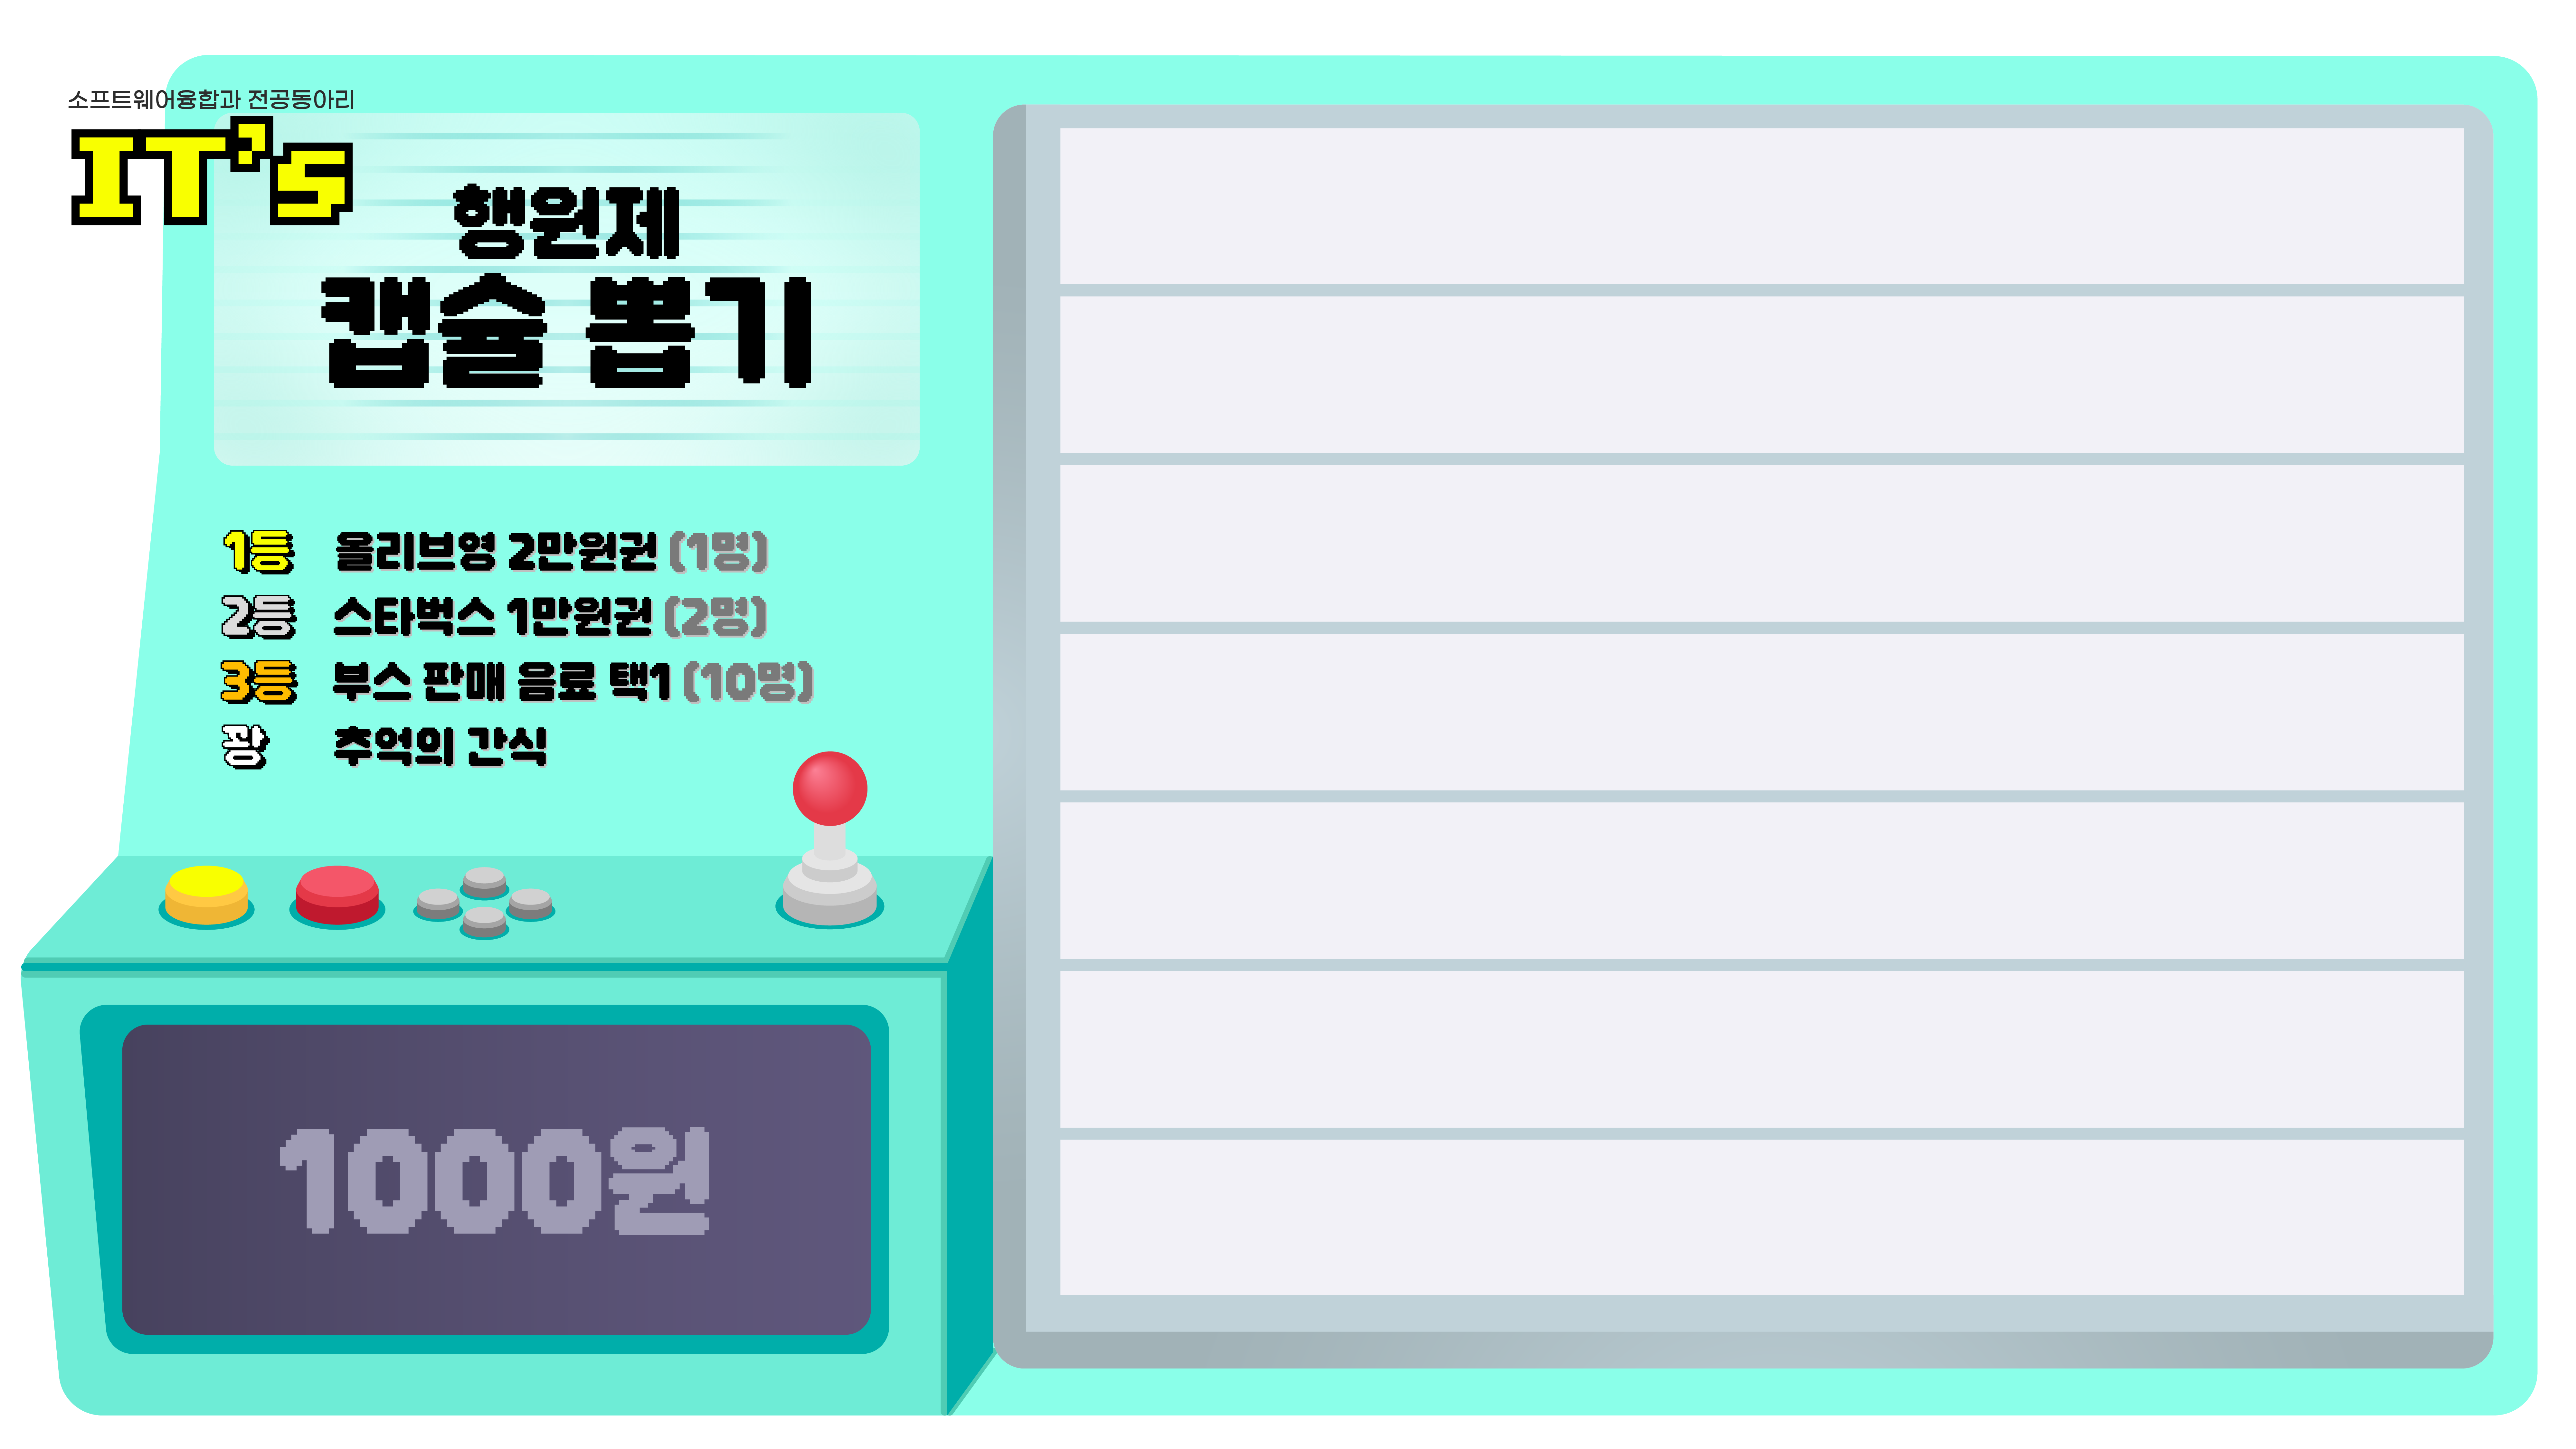 소프트웨어융합과 전공동아리
IT's
행원제
캡슐 뽑기
1등 올리브영 2만원권 (1명)
2등 스타벅스 1만원권 (2명)
3등 부스 판매 음료 택1 (10명)
꽝 추억의 간식
1000원